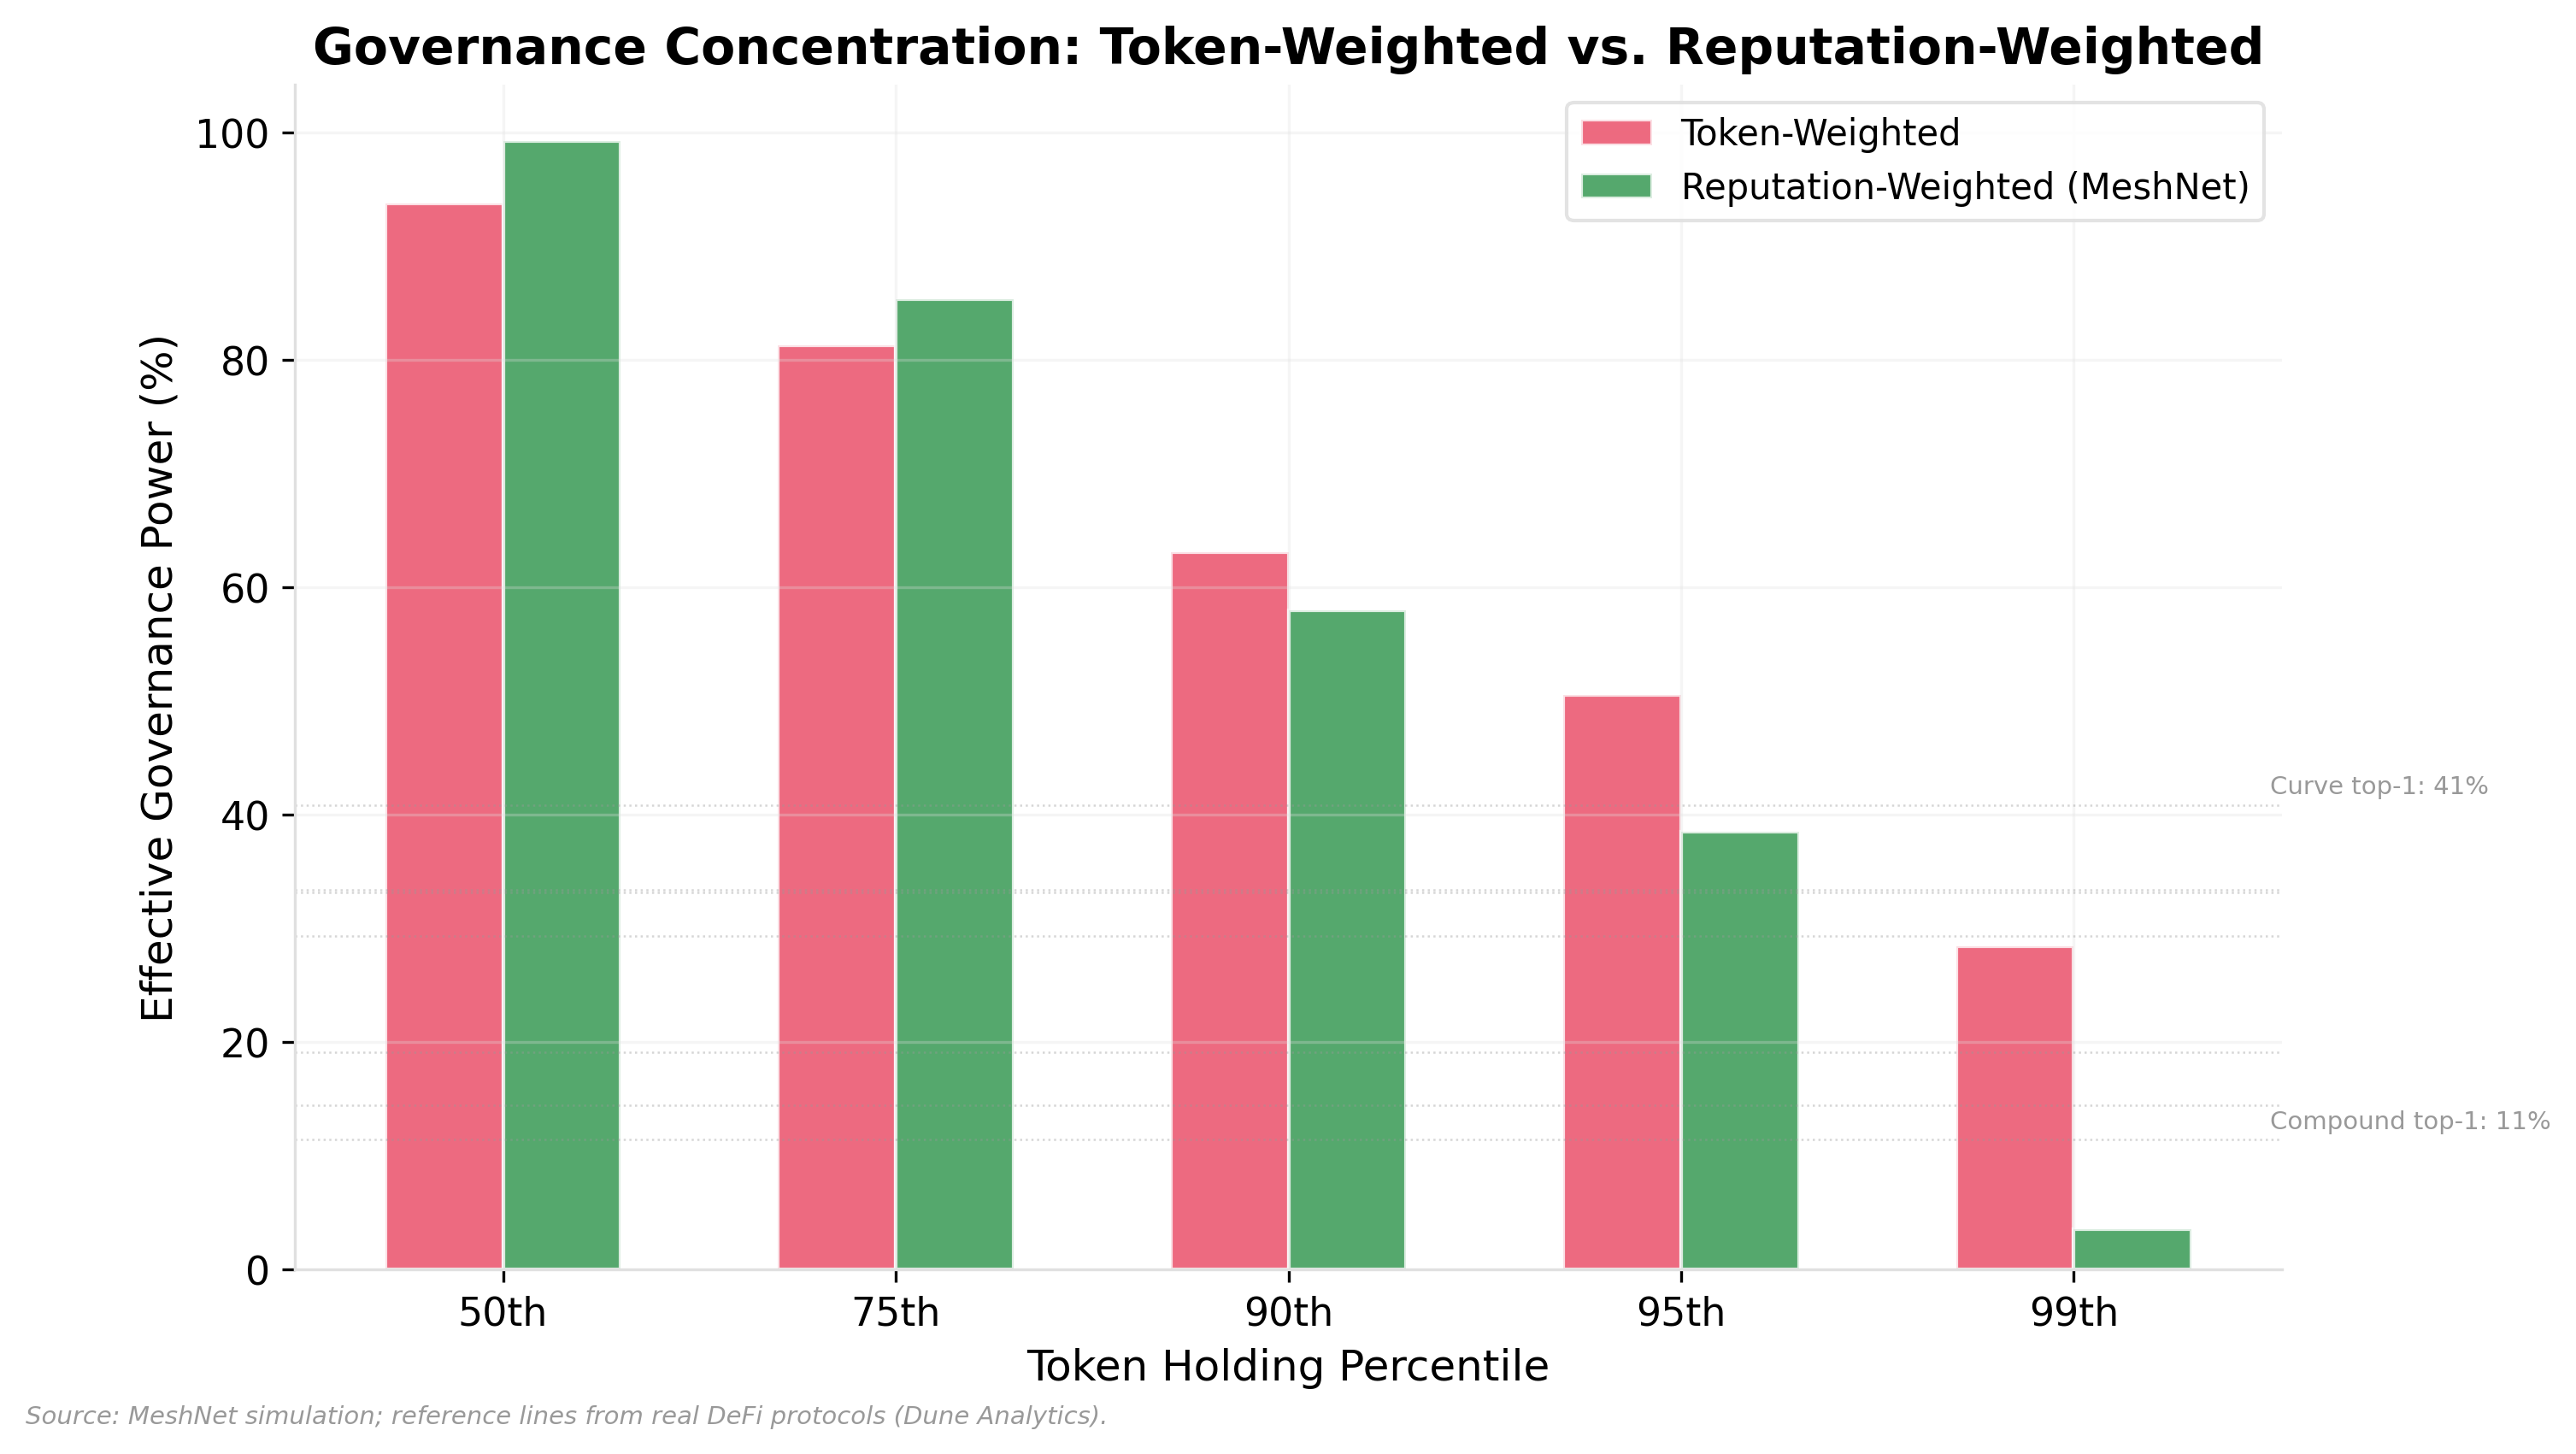 Governance Concentration: Token-Weighted vs. Reputation-Weighted
Token-Weighted
Reputation-Weighted (MeshNet)
Effective Governance Power (%)
100
80
60
40
20
0
Curve top-1: 41%
Compound top-1: 11%
50th
75th
90th
95th
99th
Token Holding Percentile
Source: MeshNet simulation; reference lines from real DeFi protocols (Dune Analytics).